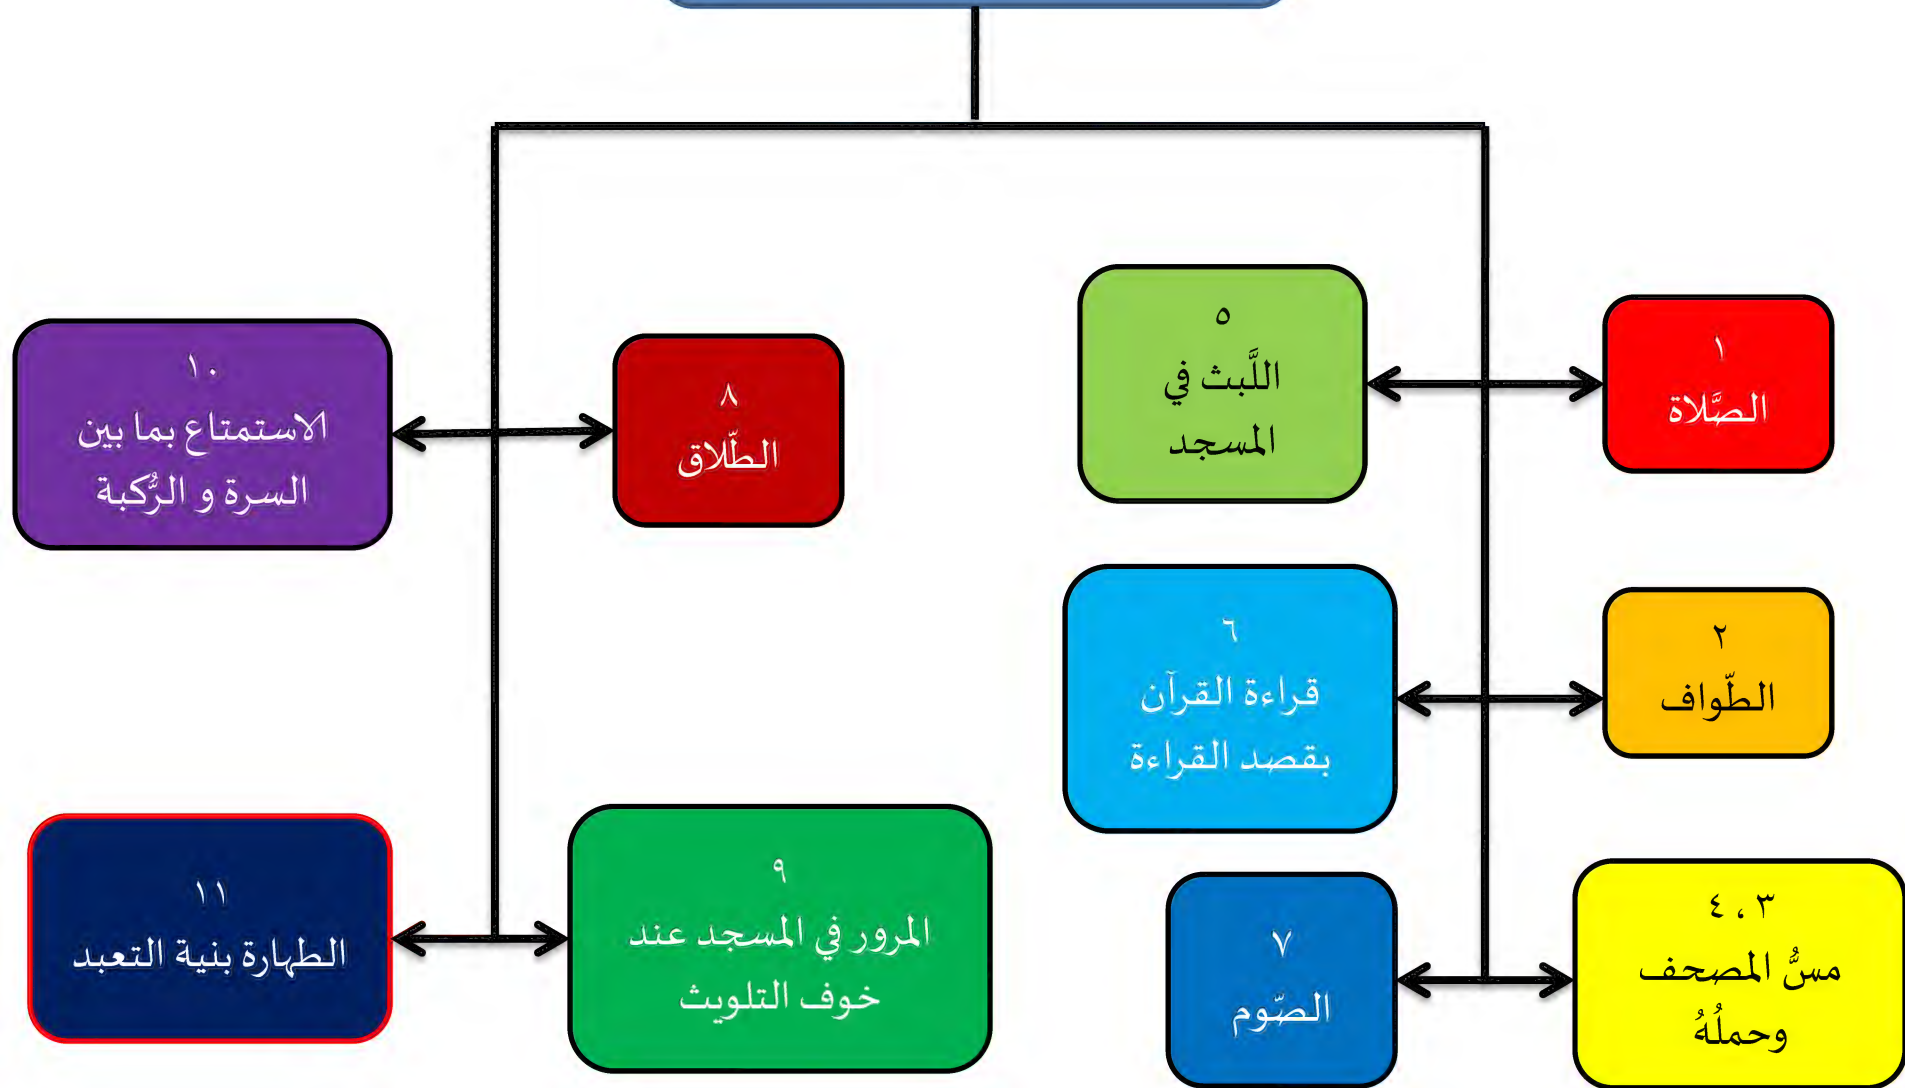 ١
الصَّلاة
٢
الطّواف
٣ ، ٤
مسُّ المصحف
وحملُهُ
٥
اللَّبث في
المسجد
٦
قراءة القرآن
بقصد القراءة
٧
الصّوم
٨
الطّلاق
٩
المرور في المسجد عند
خوف التلويث
١٠
الاستمتاع بما بين
السرة و الرُّكبة
١١
الطهارة بنية التعبد